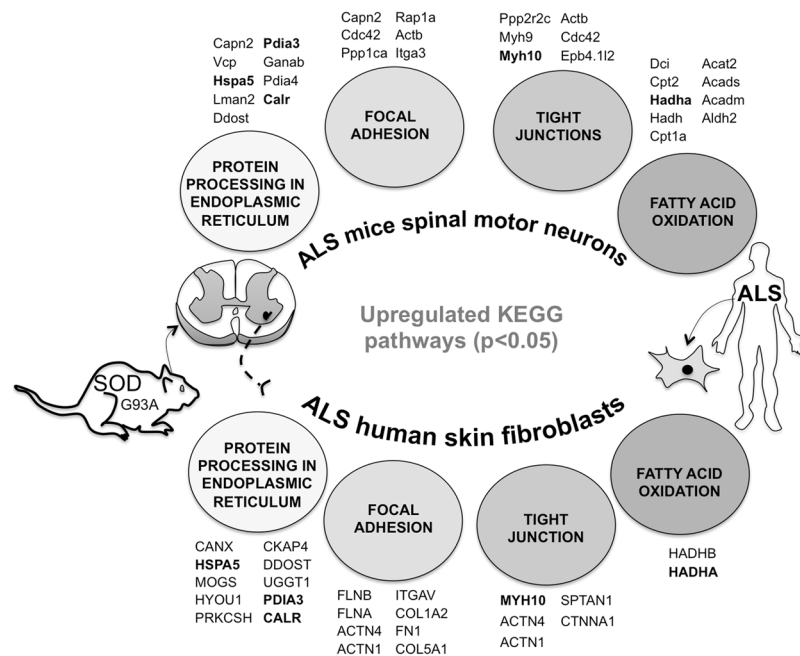 Capn2 Pdia3
Vcp Ganab
Hspa5 Pdia4
Lman2 Calr
Ddost
Capn2 Rap1a
Cdc42 Actb
Ppp1ca Itga3
Ppp2r2c Actb
Myh9 Cdc42
Myh10 Epb4.1l2
Dci Acat2
Cpt2 Acads
Hadha Acadm
Hadh Aldh2
Cpt1a
PROTEIN
PROCESSING IN
ENDOPLASMIC
RETICULUM
FOCAL
ADHESION
TIGHT
JUNCTIONS
FATTY ACID
OXIDATION
ALS mice spinal motor neurons
Upregulated KEGG
pathways (p<0.05)
ALS
SOD
G93A
ALS human skin fibroblasts
PROTEIN
PROCESSING IN
ENDOPLASMIC
RETICULUM
FOCAL
ADHESION
TIGHT
JUNCTION
FATTY ACID
OXIDATION
CANX CKAP4
HSPA5 DDOST
MOGS UGGT1
HYOU1 PDIA3
PRKCSH CALR
FLNB ITGAV
FLNA COL1A2
ACTN4 FN1
ACTN1 COL5A1
MYH10 SPTAN1
ACTN4 CTNNA1
ACTN1
HADHB
HADHA